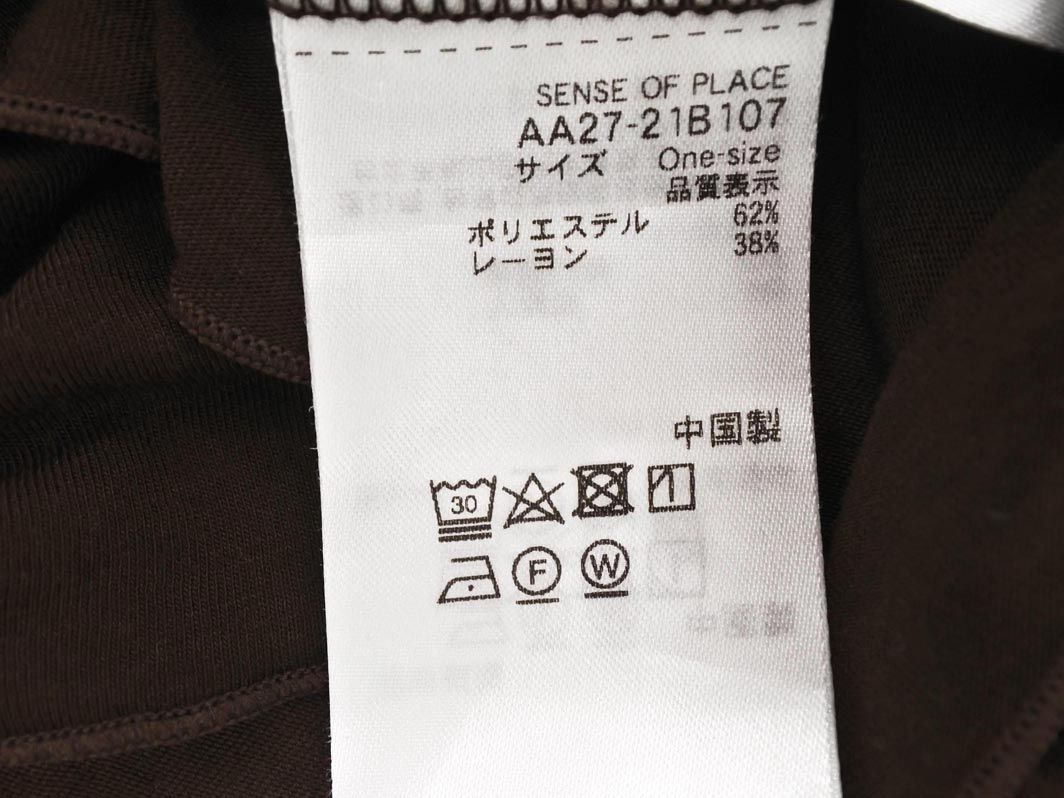 SENSE OF PLACE
AA27-21B107
サイズ One-size
品質表示
ポリエステル 62%
レーヨン 38%
中国製
30
F W